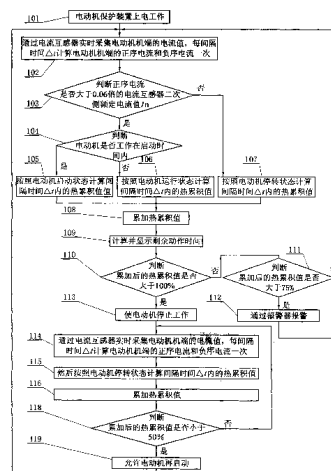 101
电动机保护装置上电工作
通过电流互感器实时采集电动机机端的电流值，每间隔
时间△t计算电动机机端的正序电流和负序电流一次
102
判断正序电流
是否大于0.06倍的电流互感器二次
侧额定电流值In
103
否
是
104
判断
电动机是否工作在启动时
间内
105
是
否
106
107
按照电动机启动状态计算间
隔时间△t内的热累积值
按照电动机运行状态计算
间隔时间△t内的热累积值
按照电动机停转状态计算
间隔时间△t内的热累积值
108
累加热累积值
109
计算并显示剩余动作时间
110
判断
累加后的热累积值是否
大于100%
否
111
判断
累加后的热累积值是否
大于75%
否
是
是
113
使电动机停止工作
112
通过报警器报警
114
通过电流互感器实时采集电动机机端的电流值，每间隔
时间△t计算电动机机端的正序电流和负序电流一次
115
然后按照电动机停转状态计算间隔时间△t内的热累积值
116
累加热累积值
118
判断
累加后的热累积值是否小于
50%
否
是
119
允许电动机再启动